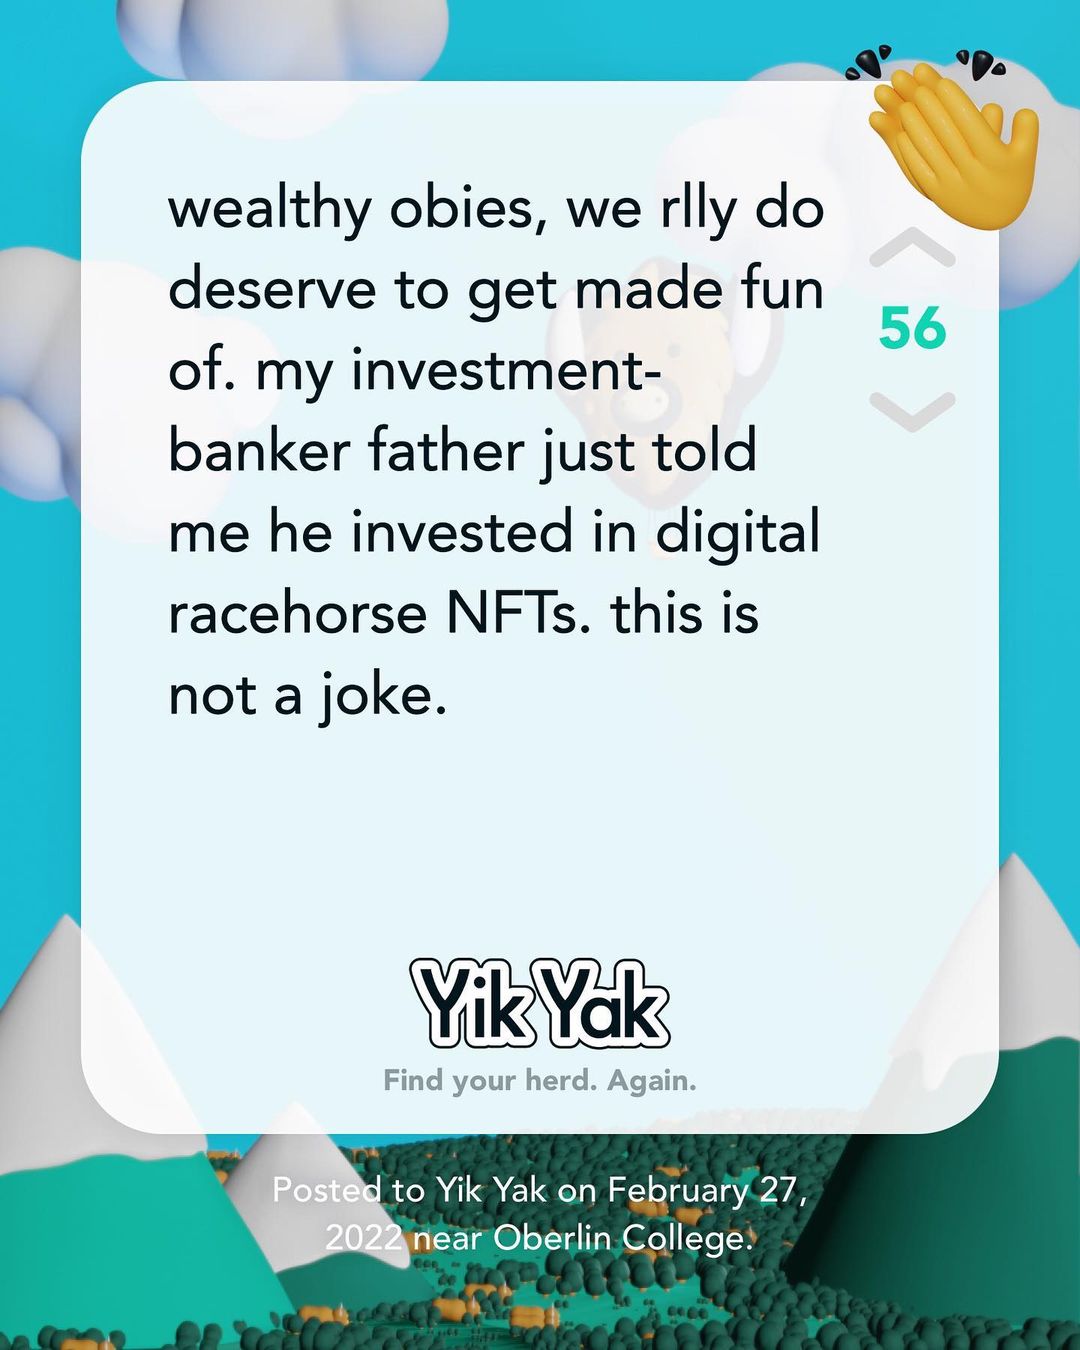 wealthy obies, we rlly do
deserve to get made fun
of. my investment-
banker father just told
me he invested in digital
racehorse NFTs. this is
not a joke.
56
Yik Yak
Find your herd. Again.
Posted to Yik Yak on February 27,
2022 near Oberlin College.